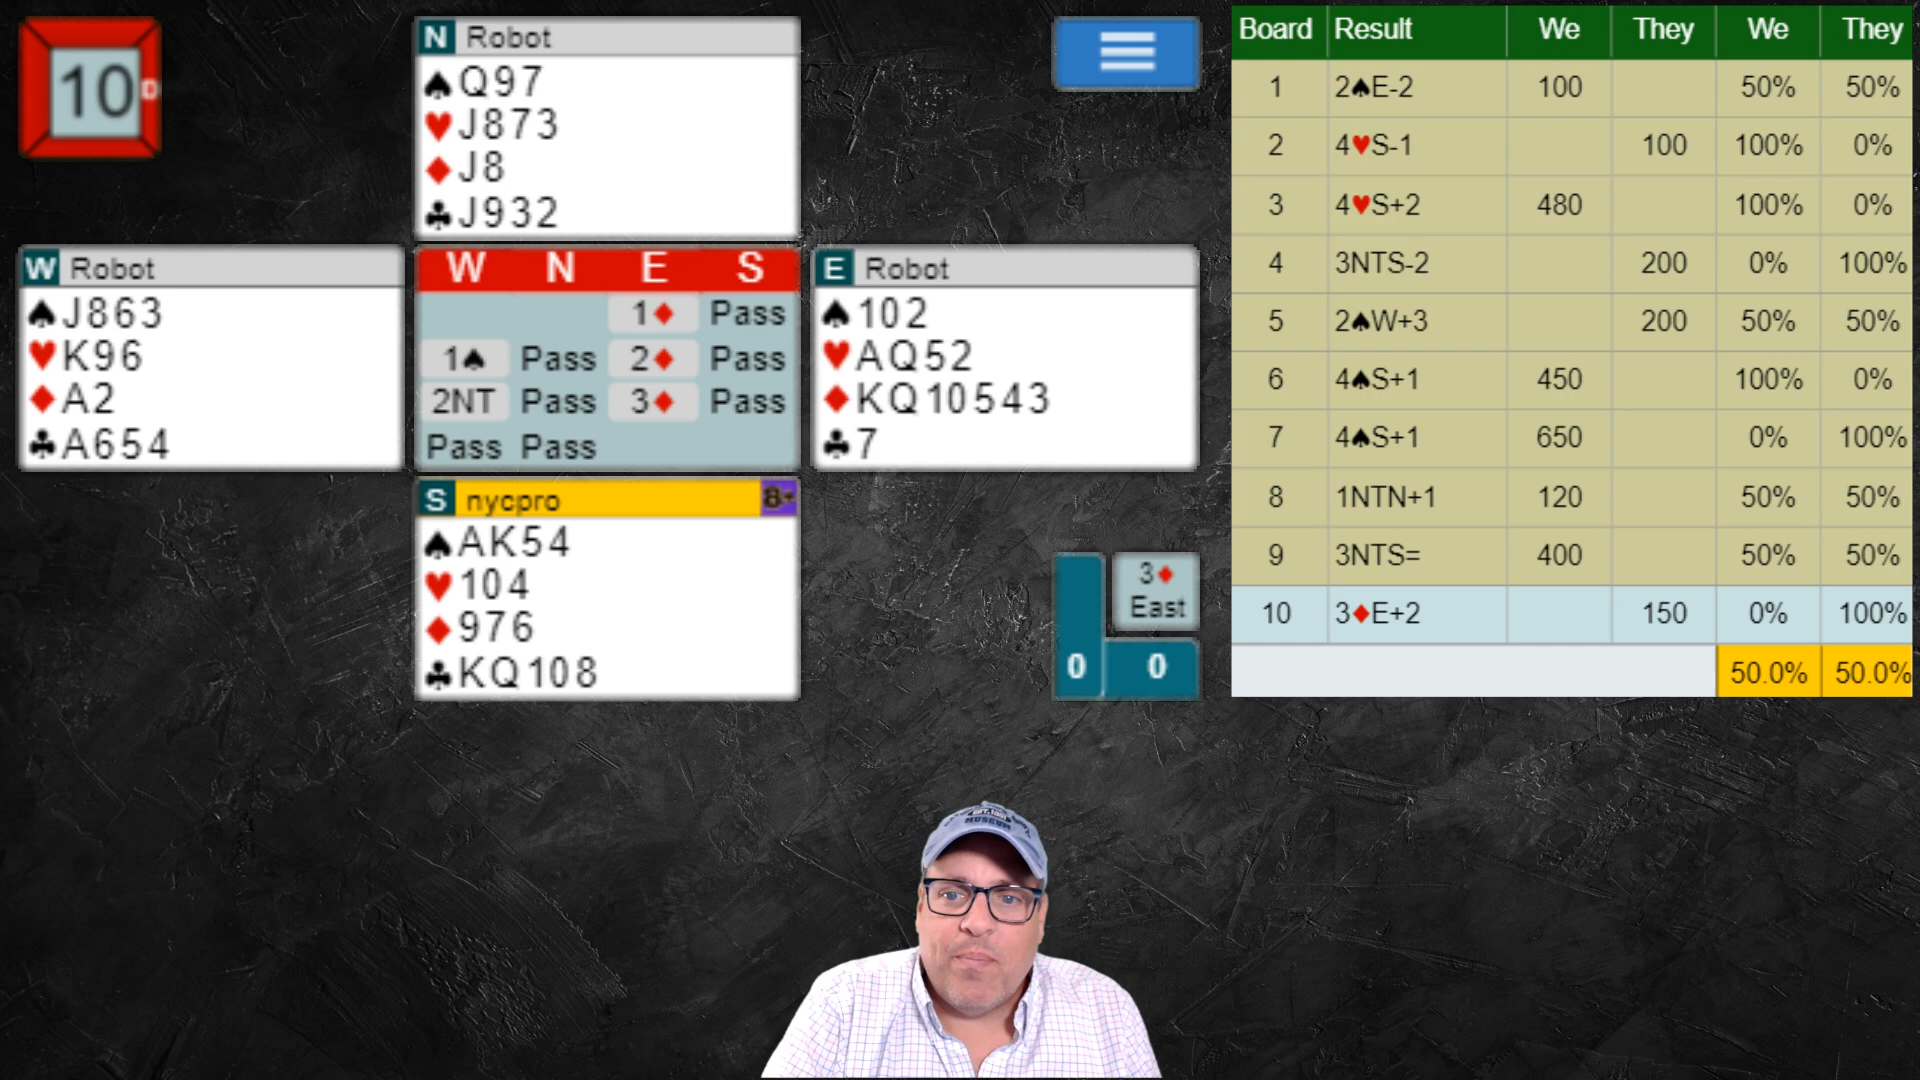 10 D
N Robot
♠Q97
♥J873
♦J8
♣J932
W Robot
♠J863
♥K96
♦A2
♣A654
W N E S
1♦ Pass
1♠ Pass 2♦ Pass
2NT Pass 3♦ Pass
Pass Pass
E Robot
♠102
♥AQ52
♦KQ10543
♣7
S nycpro 8+
♠AK54
♥104
♦976
♣KQ108
3♦
East
0 0
Board Result We They We They
1 2♠E-2 100 50% 50%
2 4♥S-1 100 100% 0%
3 4♥S+2 480 100% 0%
4 3NTS-2 200 0% 100%
5 2♠W+3 200 50% 50%
6 4♠S+1 450 100% 0%
7 4♠S+1 650 0% 100%
8 1NTN+1 120 50% 50%
9 3NTS= 400 50% 50%
10 3♦E+2 150 0% 100%
50.0% 50.0%
MUSEUM